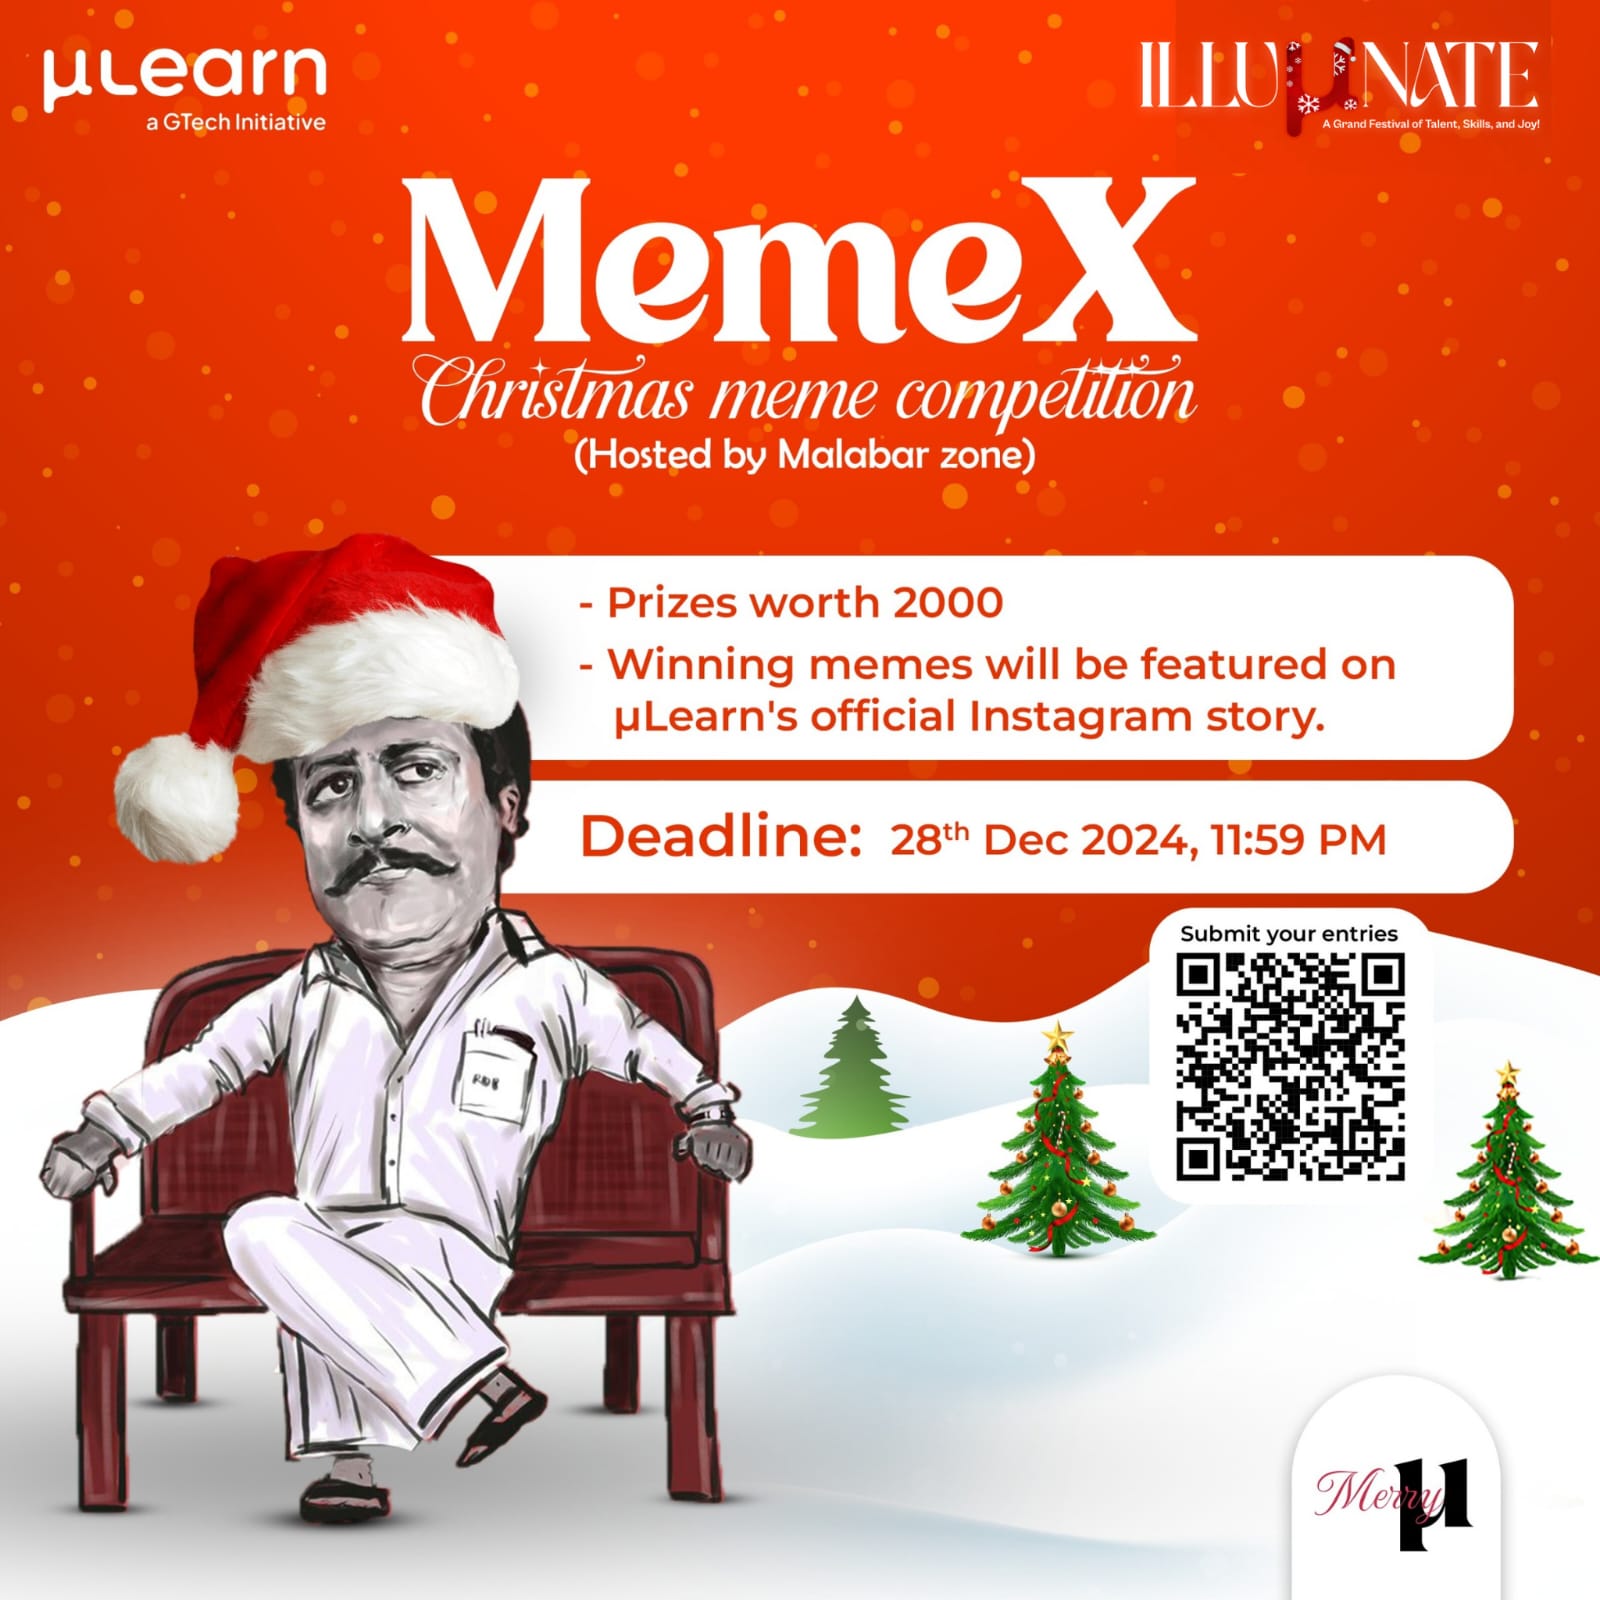 µLearn
a GTech Initiative
ILLUµNATE
A Grand Festival of Talent, Skills, and Joy!
MemeX
Christmas meme competition
(Hosted by Malabar zone)
- Prizes worth 2000
- Winning memes will be featured on
µLearn's official Instagram story.
Deadline: 28th Dec 2024, 11:59 PM
Submit your entries
Merry µ